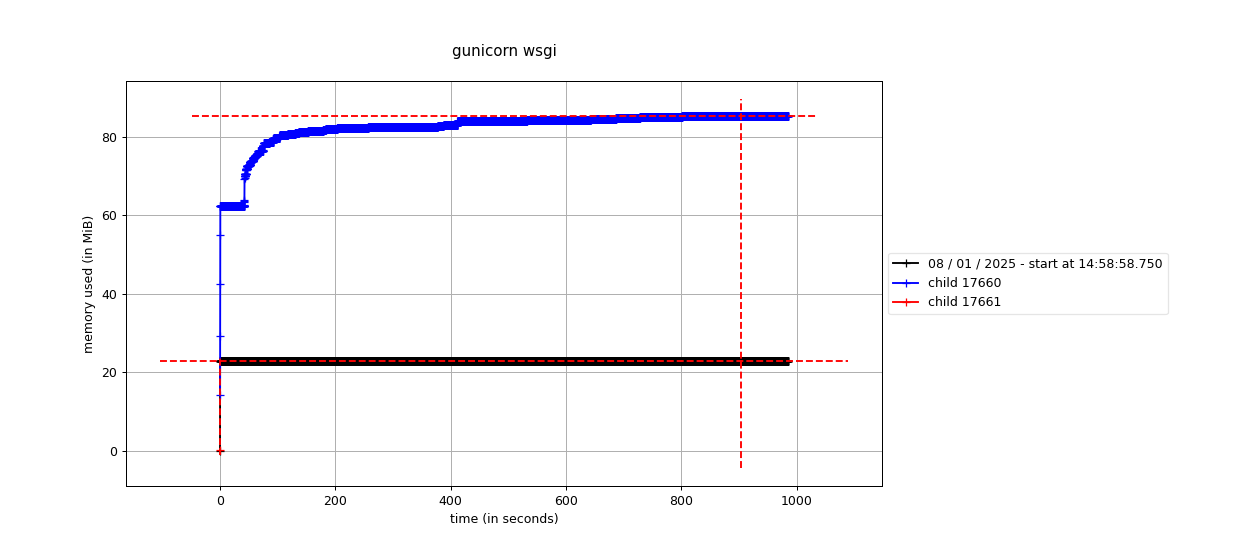 gunicorn wsgi
memory used (in MiB)
80
60
40
20
0
0 200 400 600 800 1000
time (in seconds)
08 / 01 / 2025 - start at 14:58:58.750
child 17660
child 17661